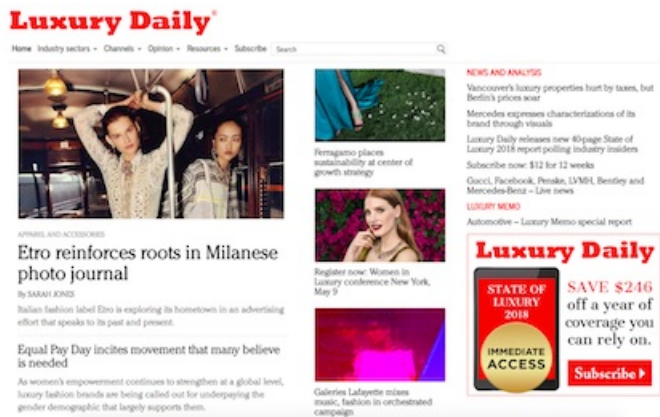 Luxury Daily
Home Industry sectors Channels Opinion Resources Subscribe Search
APPAREL AND ACCESSORIES
Etro reinforces roots in Milanese
photo journal
By SARAH JONES
Italian fashion label Etro is exploring its hometown in an advertising
effort that speaks to its past and present.
Equal Pay Day incites movement that many believe
is needed
As women's empowerment continues to strengthen at a global level,
luxury fashion brands are being called out for underpaying the
gender demographic that largely supports them.
Ferragamo places
sustainability at center of
growth strategy
Register now: Women in
Luxury conference New York,
May 9
Galeries Lafayette mixes
music, fashion in orchestrated
campaign
NEWS AND ANALYSIS
Vancouver's luxury properties hurt by taxes, but
Berlin's prices soar
Mercedes expresses characterizations of its
brand through visuals
Luxury Daily releases new 40-page State of
Luxury 2018 report polling industry insiders
Subscribe now: $12 for 12 weeks
Gucci, Facebook, Penske, LVMH, Bentley and
Mercedes-Benz – Live news
LUXURY MEMO
Automotive – Luxury Memo special report
Luxury Daily
STATE OF
LUXURY
2018
IMMEDIATE
ACCESS
SAVE $246
off a year of
coverage you
can rely on.
Subscribe